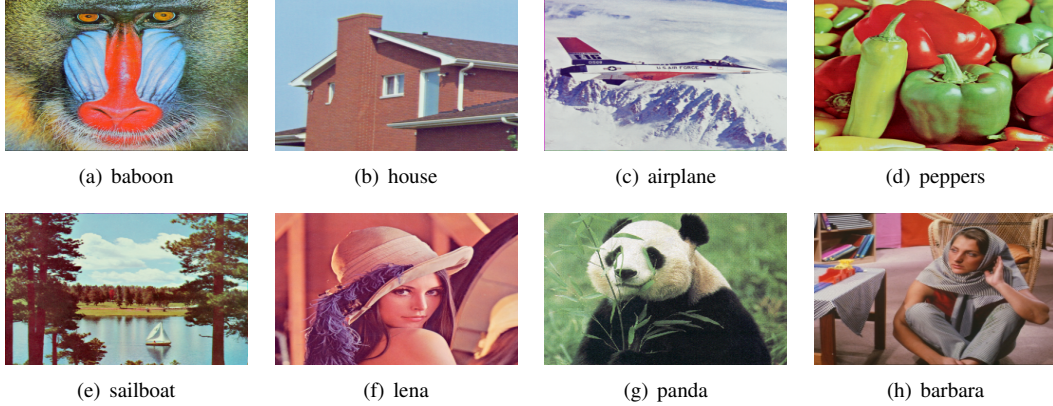 U.S. AIR FORCE
(a) baboon
(b) house
(c) airplane
(d) peppers
(e) sailboat
(f) lena
(g) panda
(h) barbara